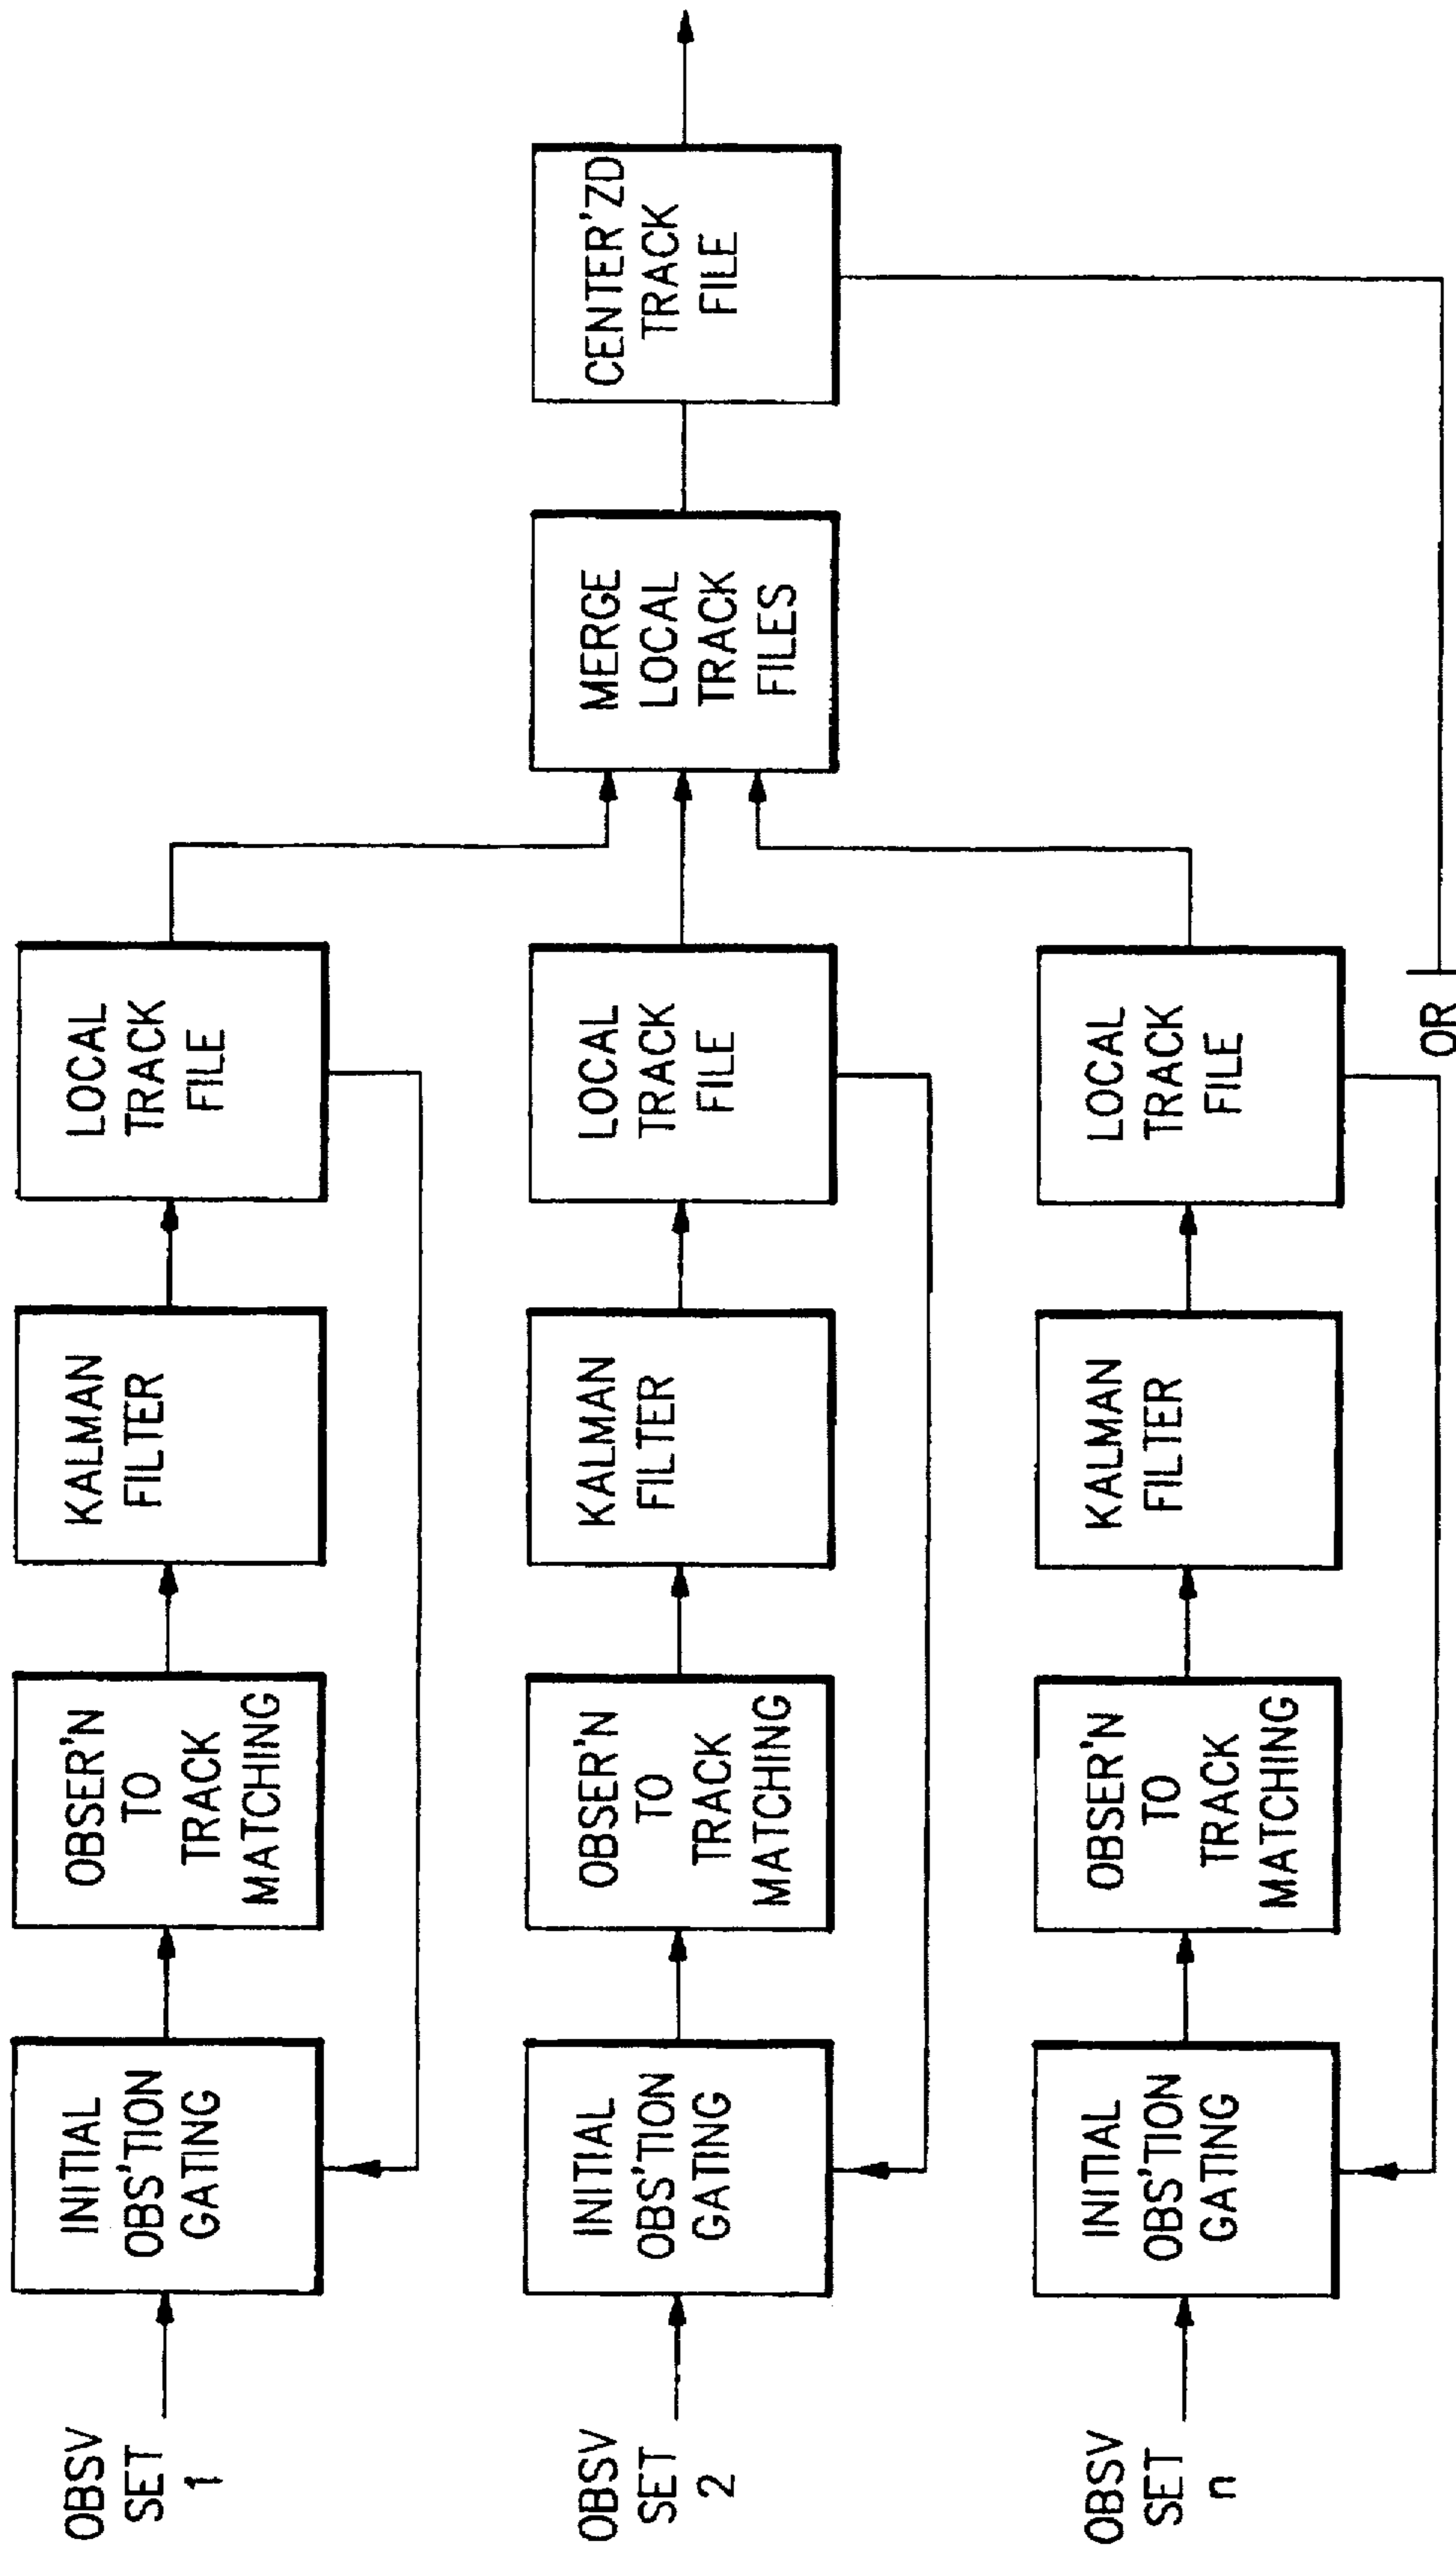 OBSV
SET
1
INITIAL
OBS'TION
GATING
OBSER'N
TO
TRACK
MATCHING
KALMAN
FILTER
LOCAL
TRACK
FILE
OBSV
SET
2
INITIAL
OBS'TION
GATING
OBSER'N
TO
TRACK
MATCHING
KALMAN
FILTER
LOCAL
TRACK
FILE
MERGE
LOCAL
TRACK
FILES
CENTER'ZD
TRACK
FILE
OBSV
SET
n
INITIAL
OBS'TION
GATING
OBSER'N
TO
TRACK
MATCHING
KALMAN
FILTER
LOCAL
TRACK
FILE
OR